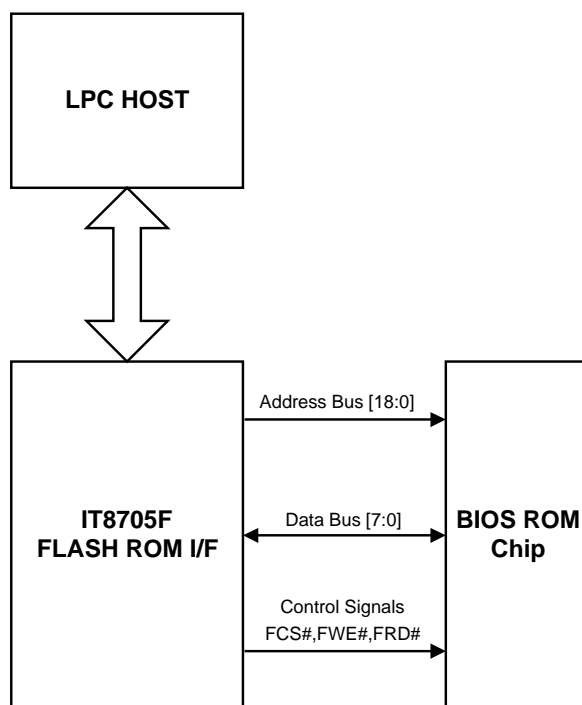 LPC HOST
Address Bus [18:0]
IT8705F
FLASH ROM I/F
Data Bus [7:0]
BIOS ROM
Chip
Control Signals
FCS#,FWE#,FRD#